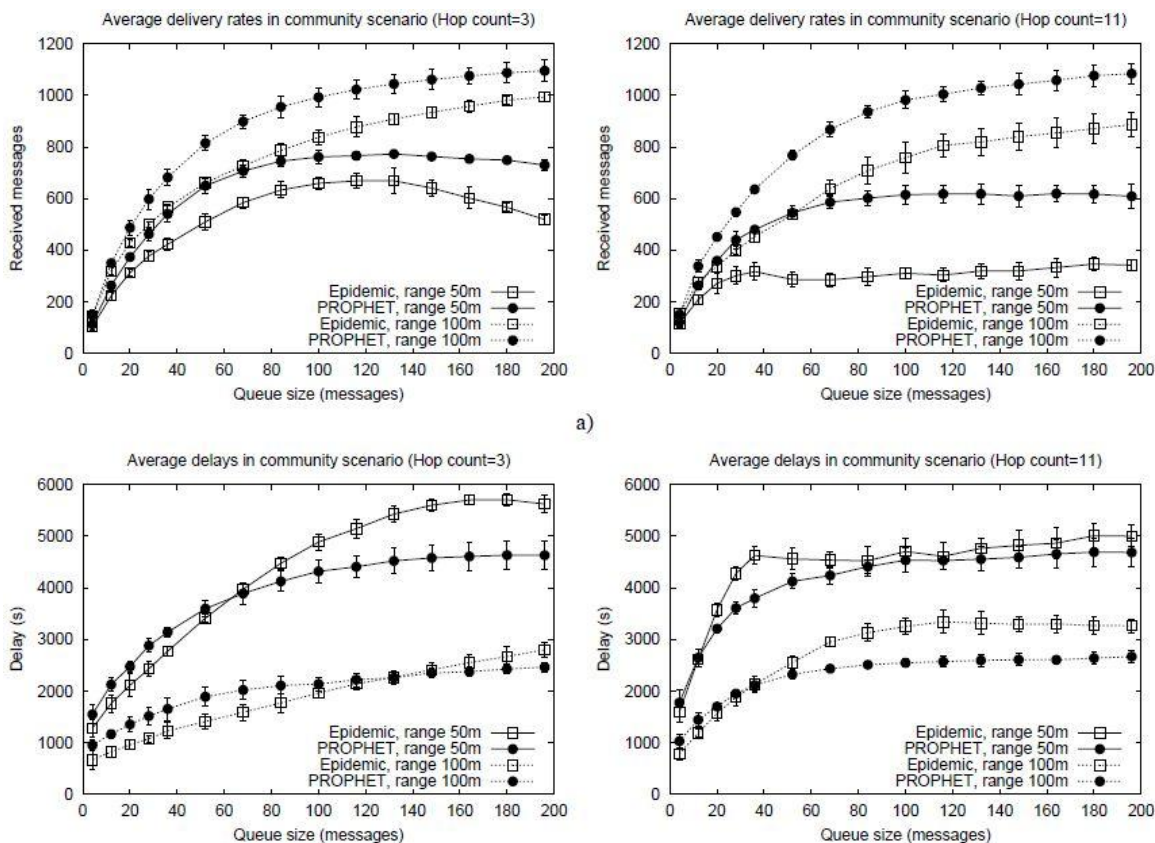 Average delivery rates in community scenario (Hop count=3)
1200
1000
800
600
400
200
0
Received messages
Epidemic, range 50m
PROPHET, range 50m
Epidemic, range 100m
PROPHET, range 100m
0 20 40 60 80 100 120 140 160 180 200
Queue size (messages)
Average delivery rates in community scenario (Hop count=11)
1200
1000
800
600
400
200
0
Received messages
Epidemic, range 50m
PROPHET, range 50m
Epidemic, range 100m
PROPHET, range 100m
0 20 40 60 80 100 120 140 160 180 200
Queue size (messages)
a)
Average delays in community scenario (Hop count=3)
6000
5000
4000
3000
2000
1000
0
Delay (s)
Epidemic, range 50m
PROPHET, range 50m
Epidemic, range 100m
PROPHET, range 100m
0 20 40 60 80 100 120 140 160 180 200
Queue size (messages)
Average delays in community scenario (Hop count=11)
6000
5000
4000
3000
2000
1000
0
Delay (s)
Epidemic, range 50m
PROPHET, range 50m
Epidemic, range 100m
PROPHET, range 100m
0 20 40 60 80 100 120 140 160 180 200
Queue size (messages)